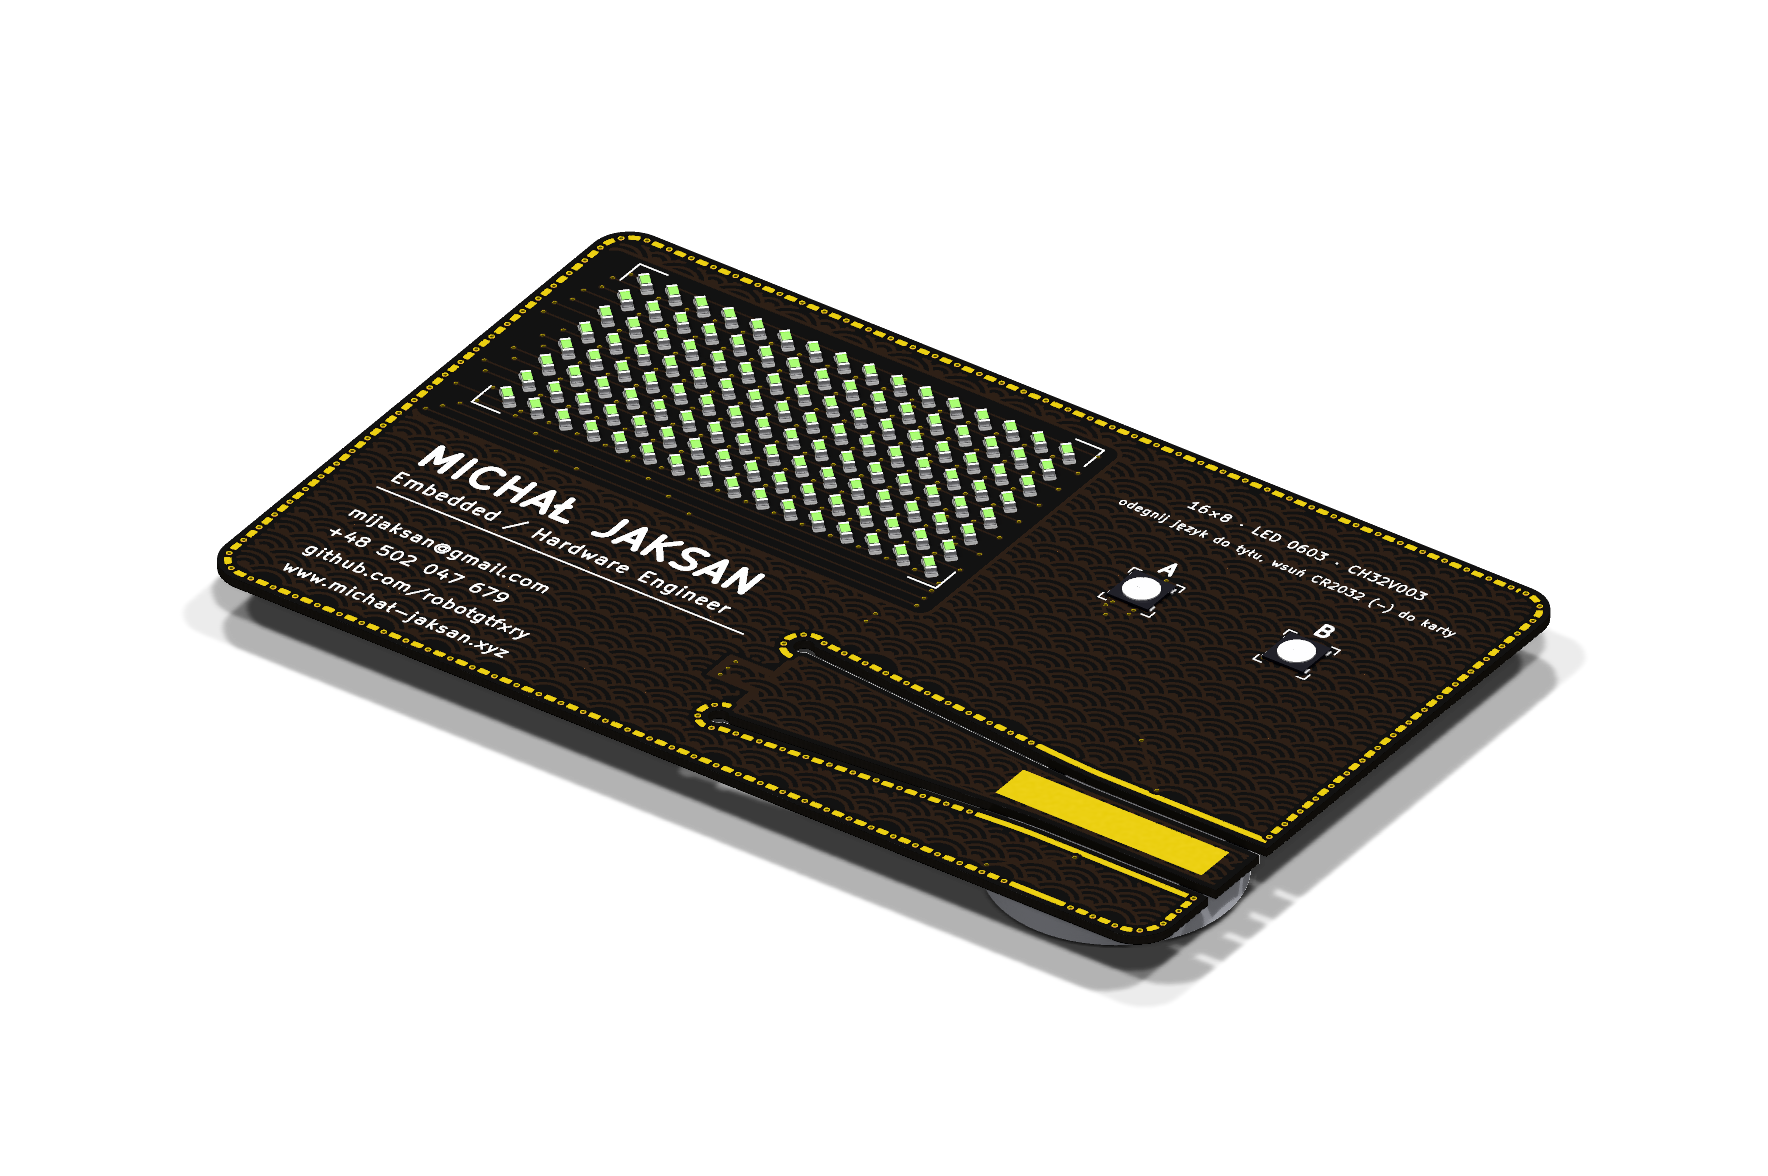 16×8 · LED 0603 · CH32V003
odegnij język do tyłu, wsuń CR2032 (−) do karty
A
B
MICHAŁ JAKSAN
Embedded / Hardware Engineer
mijaksan@gmail.com
+48 502 047 679
github.com/robotgtfxry
www.michał-jaksan.xyz